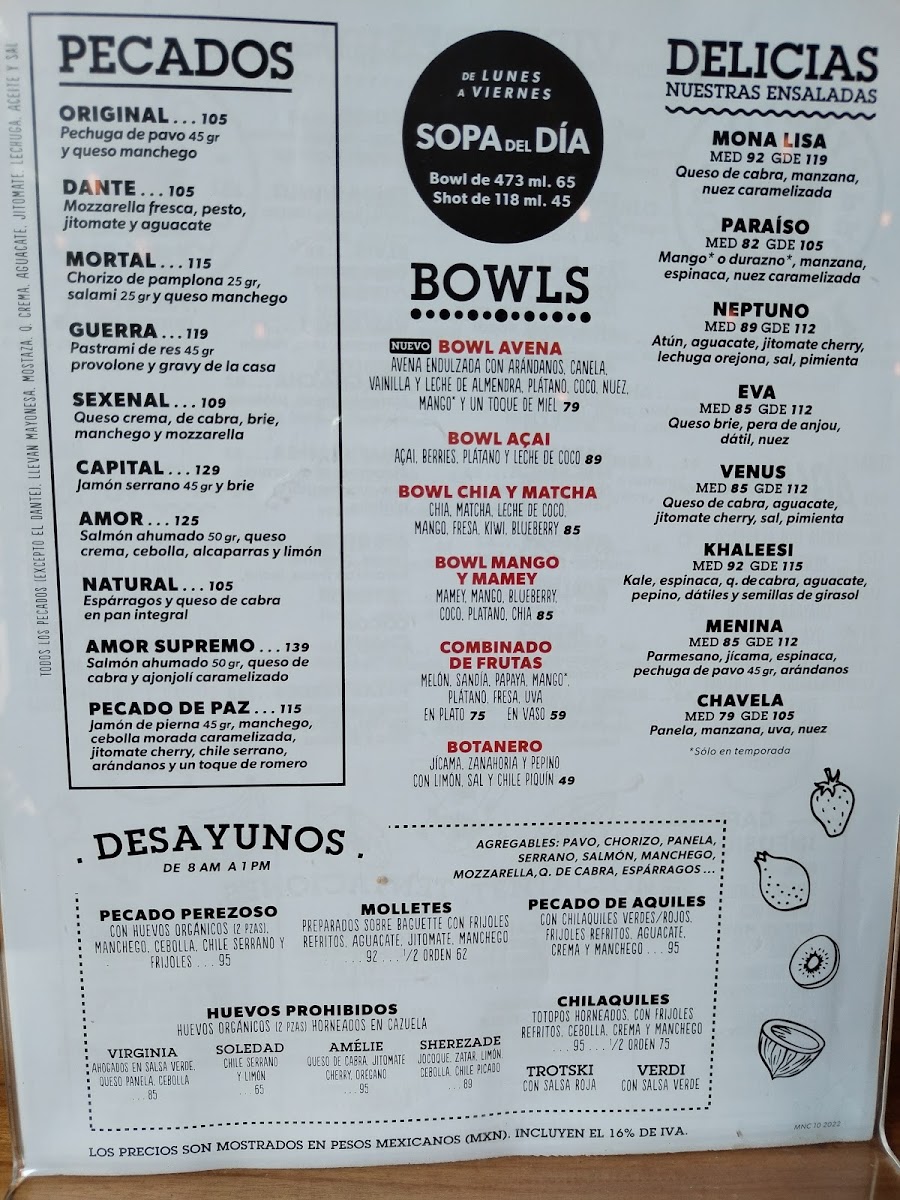 TODOS LOS PECADOS (EXCEPTO EL DANTE), LLEVAN MAYONESA, MOSTAZA, Q. CREMA, AGUACATE, JITOMATE, LECHUGA, ACEITE Y SAL
PECADOS
ORIGINAL . . . 105
Pechuga de pavo 45 gr
y queso manchego
DANTE . . . 105
Mozzarella fresca, pesto,
jitomate y aguacate
MORTAL . . . 115
Chorizo de pamplona 25 gr,
salami 25 gr y queso manchego
GUERRA . . . 119
Pastrami de res 45 gr
provolone y gravy de la casa
SEXENAL . . . 109
Queso crema, de cabra, brie,
manchego y mozzarella
CAPITAL . . . 129
Jamón serrano 45 gr y brie
AMOR . . . 125
Salmón ahumado 50 gr, queso
crema, cebolla, alcaparras y limón
NATURAL . . . 105
Espárragos y queso de cabra
en pan integral
AMOR SUPREMO . . . 139
Salmón ahumado 50 gr, queso de
cabra y ajonjolí caramelizado
PECADO DE PAZ . . . 115
Jamón de pierna 45 gr, manchego,
cebolla morada caramelizada,
jitomate cherry, chile serrano,
arándanos y un toque de romero
DE LUNES
A VIERNES
SOPA DEL DÍA
Bowl de 473 ml. 65
Shot de 118 ml. 45
BOWLS
NUEVO BOWL AVENA
AVENA ENDULZADA CON ARÁNDANOS, CANELA,
VAINILLA Y LECHE DE ALMENDRA, PLÁTANO, COCO, NUEZ,
MANGO* Y UN TOQUE DE MIEL 79
BOWL AÇAI
AÇAI, BERRIES, PLÁTANO Y LECHE DE COCO 89
BOWL CHIA Y MATCHA
CHIA, MATCHA, LECHE DE COCO,
MANGO, FRESA, KIWI, BLUEBERRY 85
BOWL MANGO
Y MAMEY
MAMEY, MANGO, BLUEBERRY,
COCO, PLATANO, CHIA 85
COMBINADO
DE FRUTAS
MELÓN, SANDÍA, PAPAYA, MANGO*,
PLÁTANO, FRESA, UVA
EN PLATO 75 EN VASO 59
BOTANERO
JÍCAMA, ZANAHORIA Y PEPINO
CON LIMÓN, SAL Y CHILE PIQUÍN 49
DELICIAS
NUESTRAS ENSALADAS
MONA LISA
MED 92 GDE 119
Queso de cabra, manzana,
nuez caramelizada
PARAÍSO
MED 82 GDE 105
Mango* o durazno*, manzana,
espinaca, nuez caramelizada
NEPTUNO
MED 89 GDE 112
Atún, aguacate, jitomate cherry,
lechuga orejona, sal, pimienta
EVA
MED 85 GDE 112
Queso brie, pera de anjou,
dátil, nuez
VENUS
MED 85 GDE 112
Queso de cabra, aguacate,
jitomate cherry, sal, pimienta
KHALEESI
MED 92 GDE 115
Kale, espinaca, q. de cabra, aguacate,
pepino, dátiles y semillas de girasol
MENINA
MED 85 GDE 112
Parmesano, jícama, espinaca,
pechuga de pavo 45 gr, arándanos
CHAVELA
MED 79 GDE 105
Panela, manzana, uva, nuez
*Sólo en temporada
DESAYUNOS
DE 8 AM A 1 PM
AGREGABLES: PAVO, CHORIZO, PANELA,
SERRANO, SALMÓN, MANCHEGO,
MOZZARELLA, Q. DE CABRA, ESPÁRRAGOS ...
PECADO PEREZOSO
CON HUEVOS ORGÁNICOS (2 PZAS),
MANCHEGO, CEBOLLA, CHILE SERRANO Y
FRIJOLES . . . 95
MOLLETES
PREPARADOS SOBRE BAGUETTE CON FRIJOLES
REFRITOS, AGUACATE, JITOMATE, MANCHEGO
. . . 92 . . . 1/2 ORDEN 62
PECADO DE AQUILES
CON CHILAQUILES VERDES/ROJOS,
FRIJOLES REFRITOS, AGUACATE,
CREMA Y MANCHEGO . . . 95
HUEVOS PROHIBIDOS
HUEVOS ORGÁNICOS (2 PZAS) HORNEADOS EN CAZUELA
VIRGINIA
AHOGADOS EN SALSA VERDE,
QUESO PANELA, CEBOLLA
. . . 85
SOLEDAD
CHILE SERRANO
Y LIMÓN
. . . 65
AMÉLIE
QUESO DE CABRA, JITOMATE
CHERRY, ORÉGANO
. . . 95
SHEREZADE
JOCOQUE, ZATAR, LIMÓN
CEBOLLA, CHILE PICADO
. . . 89
CHILAQUILES
TOTOPOS HORNEADOS, CON FRIJOLES
REFRITOS, CEBOLLA, CREMA Y MANCHEGO
. . . 95 . . . 1/2 ORDEN 75
TROTSKI
CON SALSA ROJA
VERDI
CON SALSA VERDE
LOS PRECIOS SON MOSTRADOS EN PESOS MEXICANOS (MXN). INCLUYEN EL 16% DE IVA.
MNC 10 2022